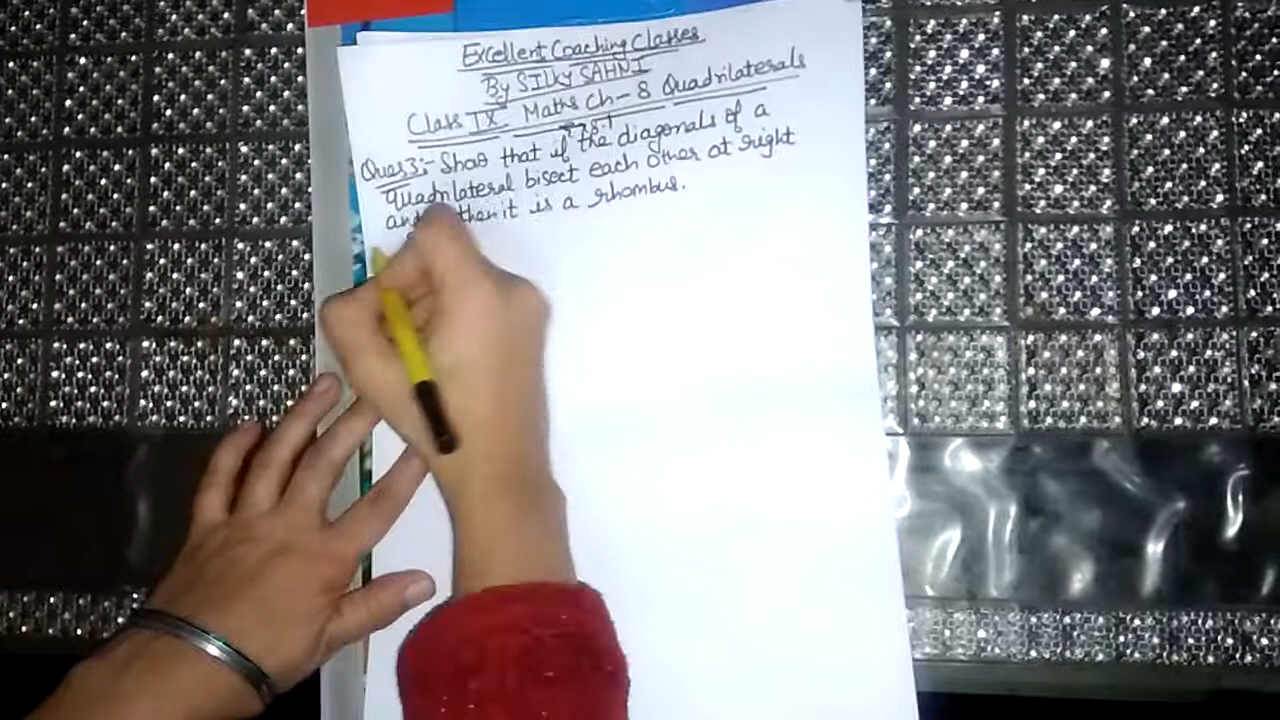 Excellent Coaching Classes
By SILKY SAHNI
Class IX Maths Ch-8 Quadrilaterals
Ques3:- Show that if the diagonals of a
quadrilateral bisect each other at right
then it is a rhombus.